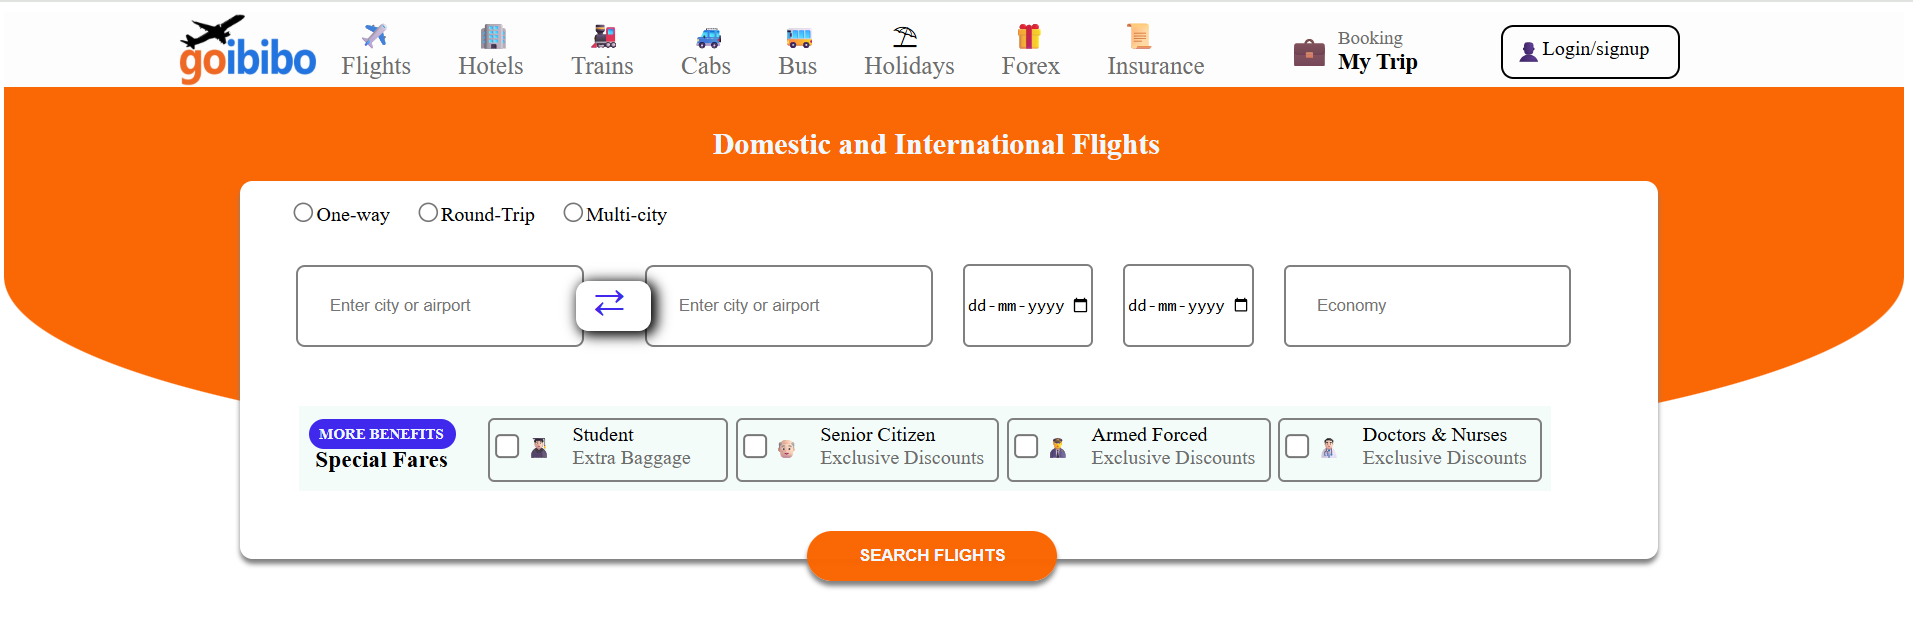 goibibo
Flights
Hotels
Trains
Cabs
Bus
Holidays
Forex
Insurance
Booking
My Trip
Login/signup
Domestic and International Flights
One-way
Round-Trip
Multi-city
Enter city or airport
Enter city or airport
dd-mm-yyyy
dd-mm-yyyy
Economy
MORE BENEFITS
Special Fares
Student
Extra Baggage
Senior Citizen
Exclusive Discounts
Armed Forced
Exclusive Discounts
Doctors & Nurses
Exclusive Discounts
SEARCH FLIGHTS